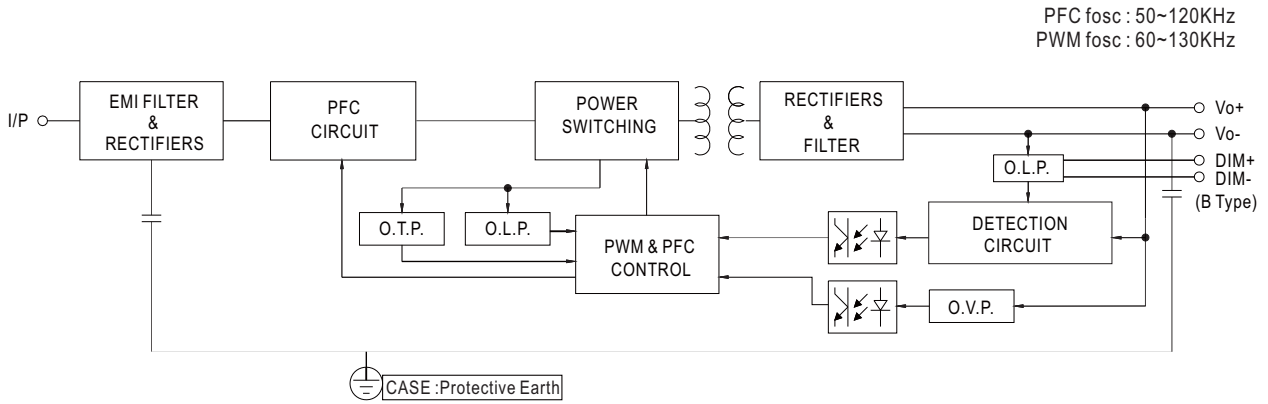 PFC fosc : 50~120KHz
PWM fosc : 60~130KHz
I/P
EMI FILTER
&
RECTIFIERS
PFC
CIRCUIT
POWER
SWITCHING
RECTIFIERS
&
FILTER
Vo+
Vo-
DIM+
DIM-
(B Type)
O.L.P.
O.T.P.
O.L.P.
PWM & PFC
CONTROL
DETECTION
CIRCUIT
O.V.P.
CASE :Protective Earth